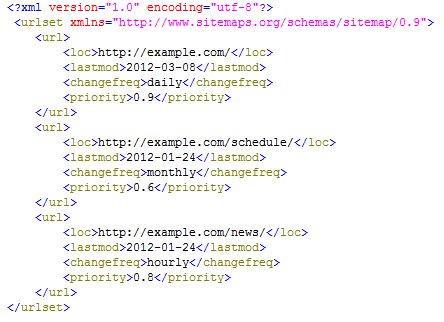 <?xml version="1.0" encoding="utf-8"?>
<urlset xmlns="http://www.sitemaps.org/schemas/sitemap/0.9">
<url>
<loc>http://example.com/</loc>
<lastmod>2012-03-08</lastmod>
<changefreq>daily</changefreq>
<priority>0.9</priority>
</url>
<url>
<loc>http://example.com/schedule/</loc>
<lastmod>2012-01-24</lastmod>
<changefreq>monthly</changefreq>
<priority>0.6</priority>
</url>
<url>
<loc>http://example.com/news/</loc>
<lastmod>2012-01-24</lastmod>
<changefreq>hourly</changefreq>
<priority>0.8</priority>
</url>
</urlset>